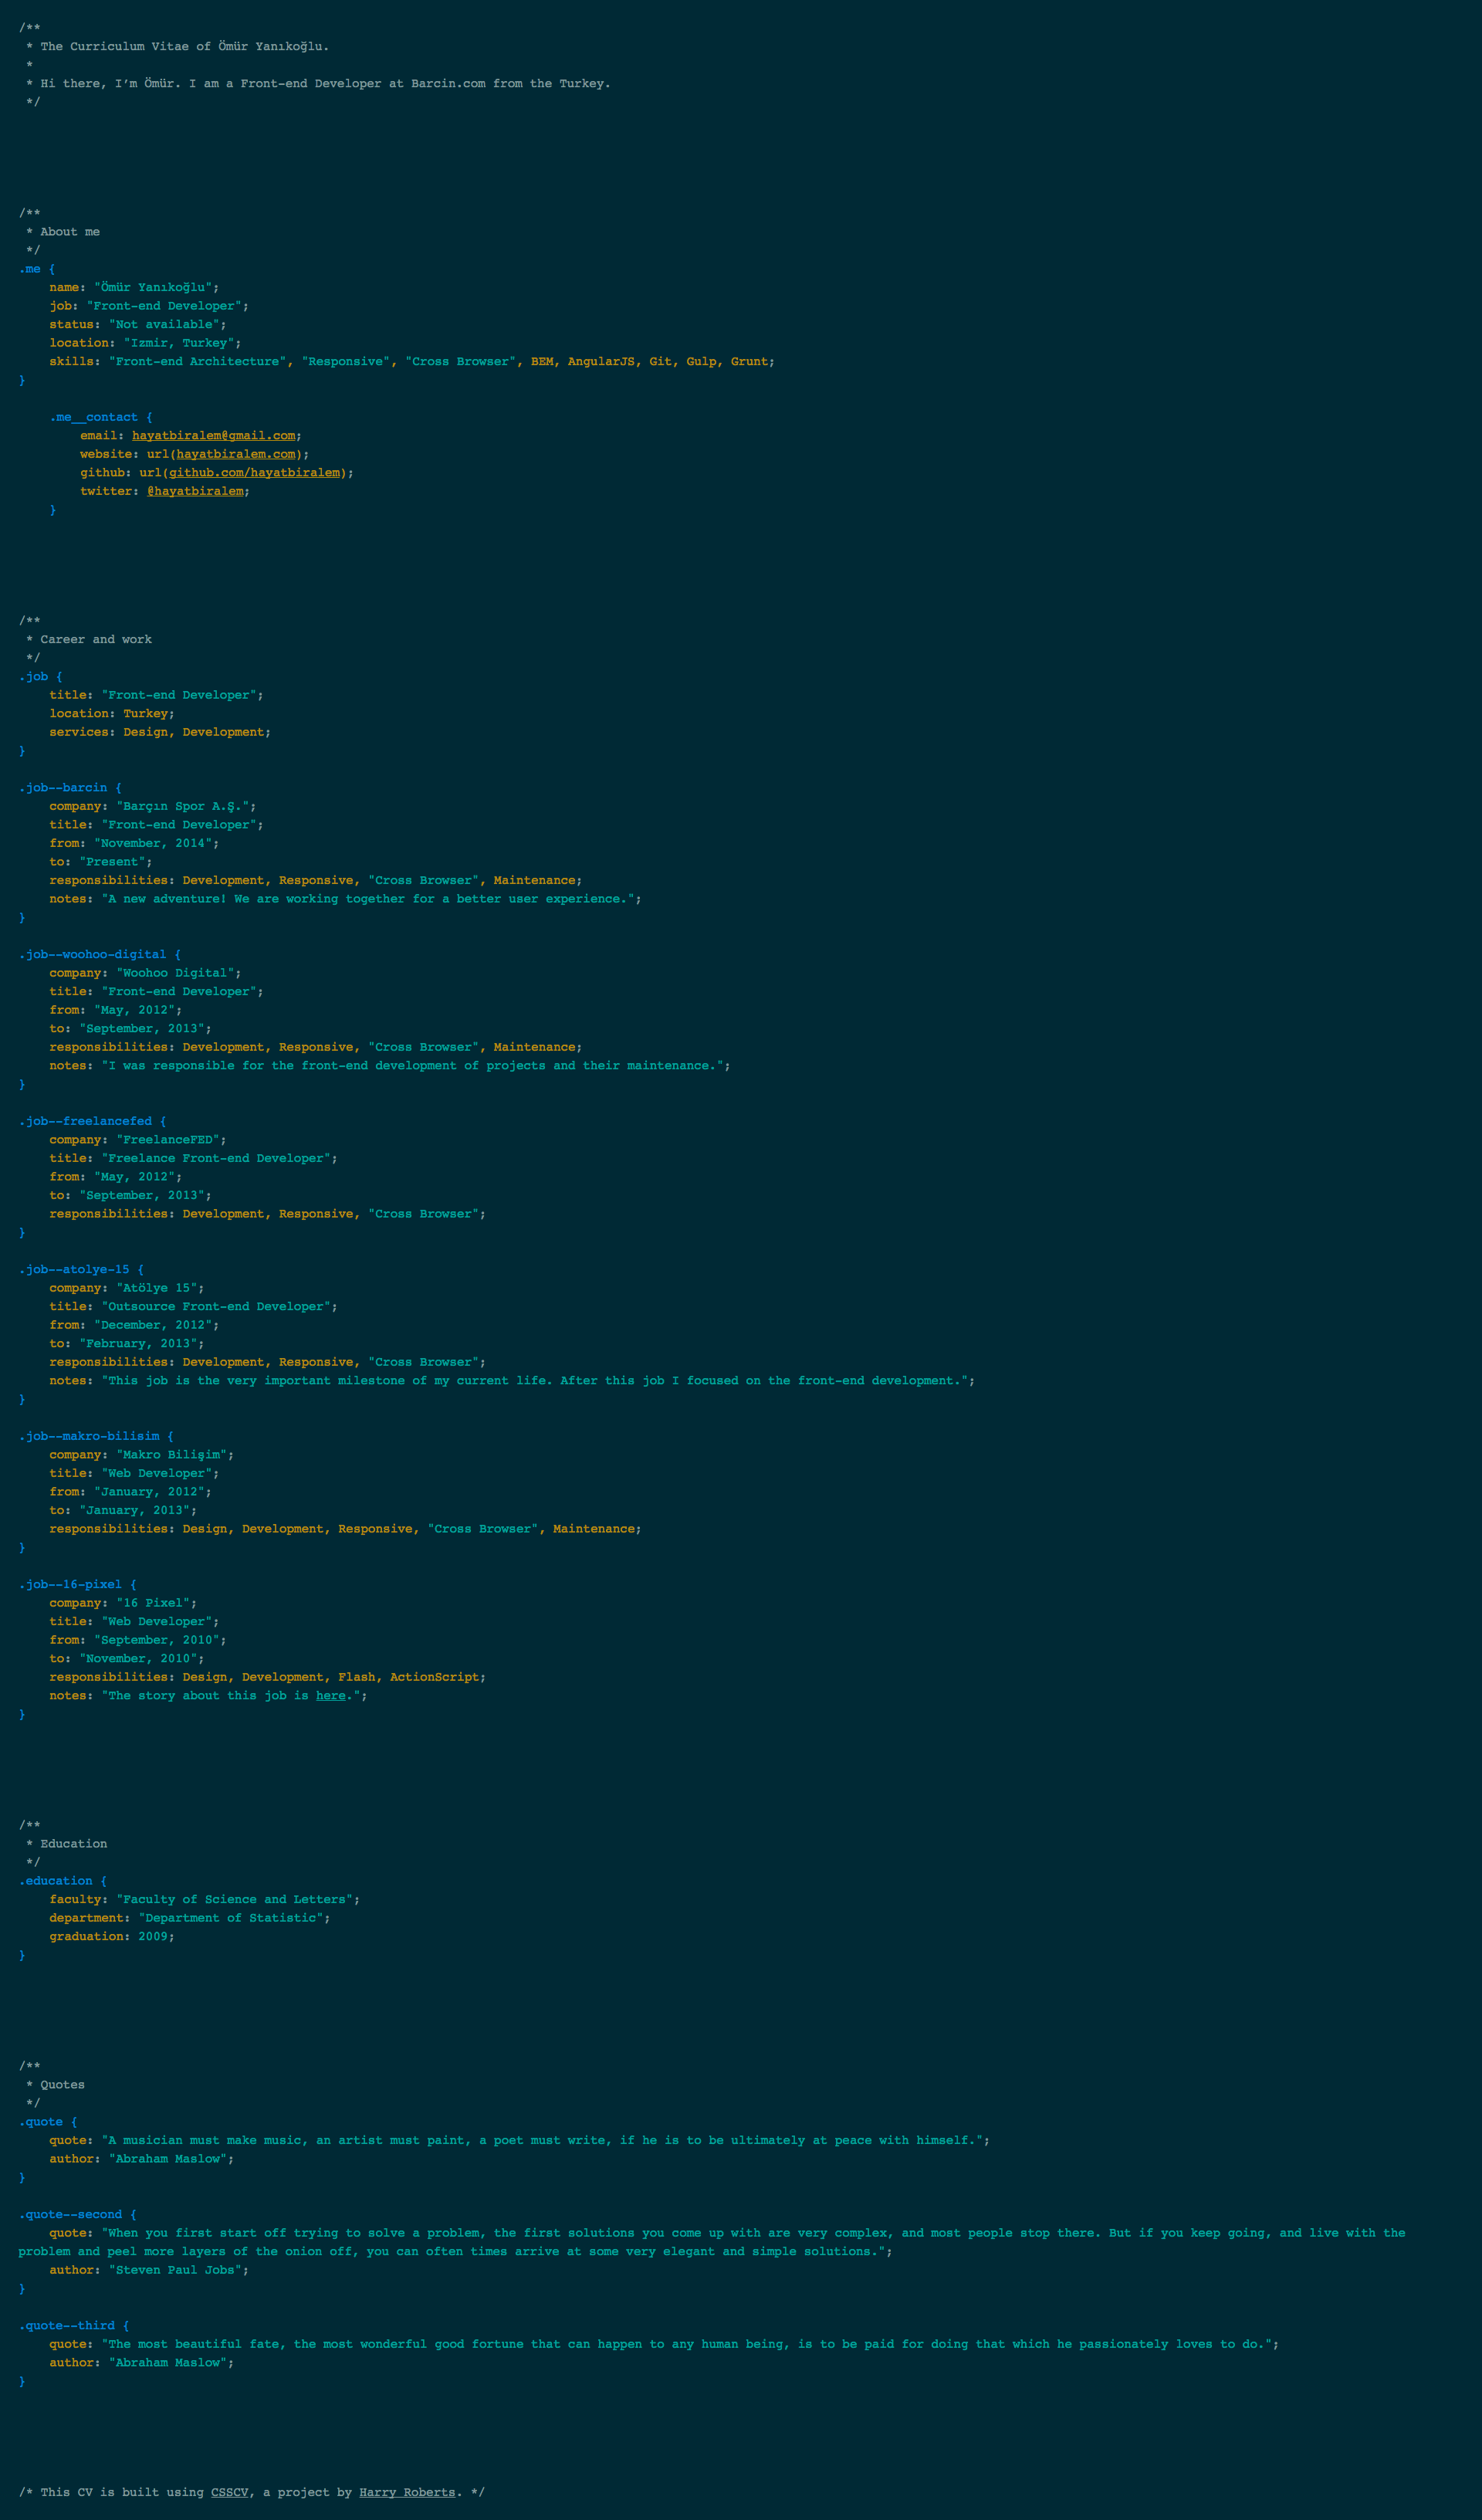 /**
 * The Curriculum Vitae of Ömür Yanıkoğlu.
 *
 * Hi there, I’m Ömür. I am a Front-end Developer at Barcin.com from the Turkey.
 */
/**
 * About me
 */
.me {
    name: "Ömür Yanıkoğlu";
    job: "Front-end Developer";
    status: "Not available";
    location: "Izmir, Turkey";
    skills: "Front-end Architecture", "Responsive", "Cross Browser", BEM, AngularJS, Git, Gulp, Grunt;
}
    .me__contact {
        email: hayatbiralem@gmail.com;
        website: url(hayatbiralem.com);
        github: url(github.com/hayatbiralem);
        twitter: @hayatbiralem;
    }
/**
 * Career and work
 */
.job {
    title: "Front-end Developer";
    location: Turkey;
    services: Design, Development;
}
.job--barcin {
    company: "Barçın Spor A.Ş.";
    title: "Front-end Developer";
    from: "November, 2014";
    to: "Present";
    responsibilities: Development, Responsive, "Cross Browser", Maintenance;
    notes: "A new adventure! We are working together for a better user experience.";
}
.job--woohoo-digital {
    company: "Woohoo Digital";
    title: "Front-end Developer";
    from: "May, 2012";
    to: "September, 2013";
    responsibilities: Development, Responsive, "Cross Browser", Maintenance;
    notes: "I was responsible for the front-end development of projects and their maintenance.";
}
.job--freelancefed {
    company: "FreelanceFED";
    title: "Freelance Front-end Developer";
    from: "May, 2012";
    to: "September, 2013";
    responsibilities: Development, Responsive, "Cross Browser";
}
.job--atolye-15 {
    company: "Atölye 15";
    title: "Outsource Front-end Developer";
    from: "December, 2012";
    to: "February, 2013";
    responsibilities: Development, Responsive, "Cross Browser";
    notes: "This job is the very important milestone of my current life. After this job I focused on the front-end development.";
}
.job--makro-bilisim {
    company: "Makro Bilişim";
    title: "Web Developer";
    from: "January, 2012";
    to: "January, 2013";
    responsibilities: Design, Development, Responsive, "Cross Browser", Maintenance;
}
.job--16-pixel {
    company: "16 Pixel";
    title: "Web Developer";
    from: "September, 2010";
    to: "November, 2010";
    responsibilities: Design, Development, Flash, ActionScript;
    notes: "The story about this job is here.";
}
/**
 * Education
 */
.education {
    faculty: "Faculty of Science and Letters";
    department: "Department of Statistic";
    graduation: 2009;
}
/**
 * Quotes
 */
.quote {
    quote: "A musician must make music, an artist must paint, a poet must write, if he is to be ultimately at peace with himself.";
    author: "Abraham Maslow";
}
.quote--second {
    quote: "When you first start off trying to solve a problem, the first solutions you come up with are very complex, and most people stop there. But if you keep going, and live with the
problem and peel more layers of the onion off, you can often times arrive at some very elegant and simple solutions.";
    author: "Steven Paul Jobs";
}
.quote--third {
    quote: "The most beautiful fate, the most wonderful good fortune that can happen to any human being, is to be paid for doing that which he passionately loves to do.";
    author: "Abraham Maslow";
}
/* This CV is built using CSSCV, a project by Harry Roberts. */